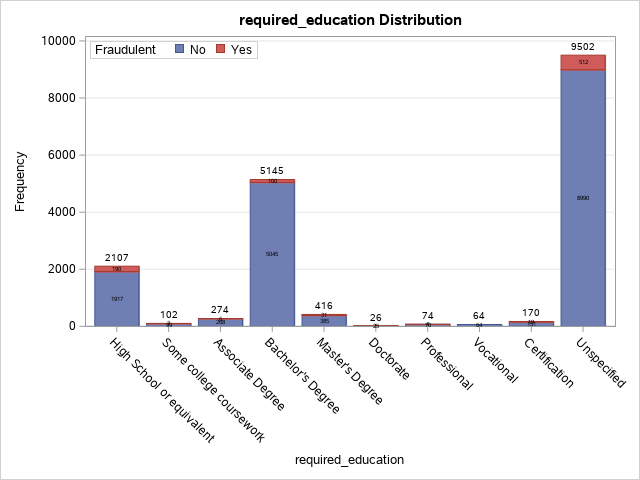 required_education Distribution
Fraudulent No Yes
Frequency
10000
8000
6000
4000
2000
0
2107
190
1917
102
274
268
5145
100
5045
416
31
385
26
74
64
64
170
9502
512
8990
High School or equivalent
Some college coursework
Associate Degree
Bachelor's Degree
Master's Degree
Doctorate
Professional
Vocational
Certification
Unspecified
required_education